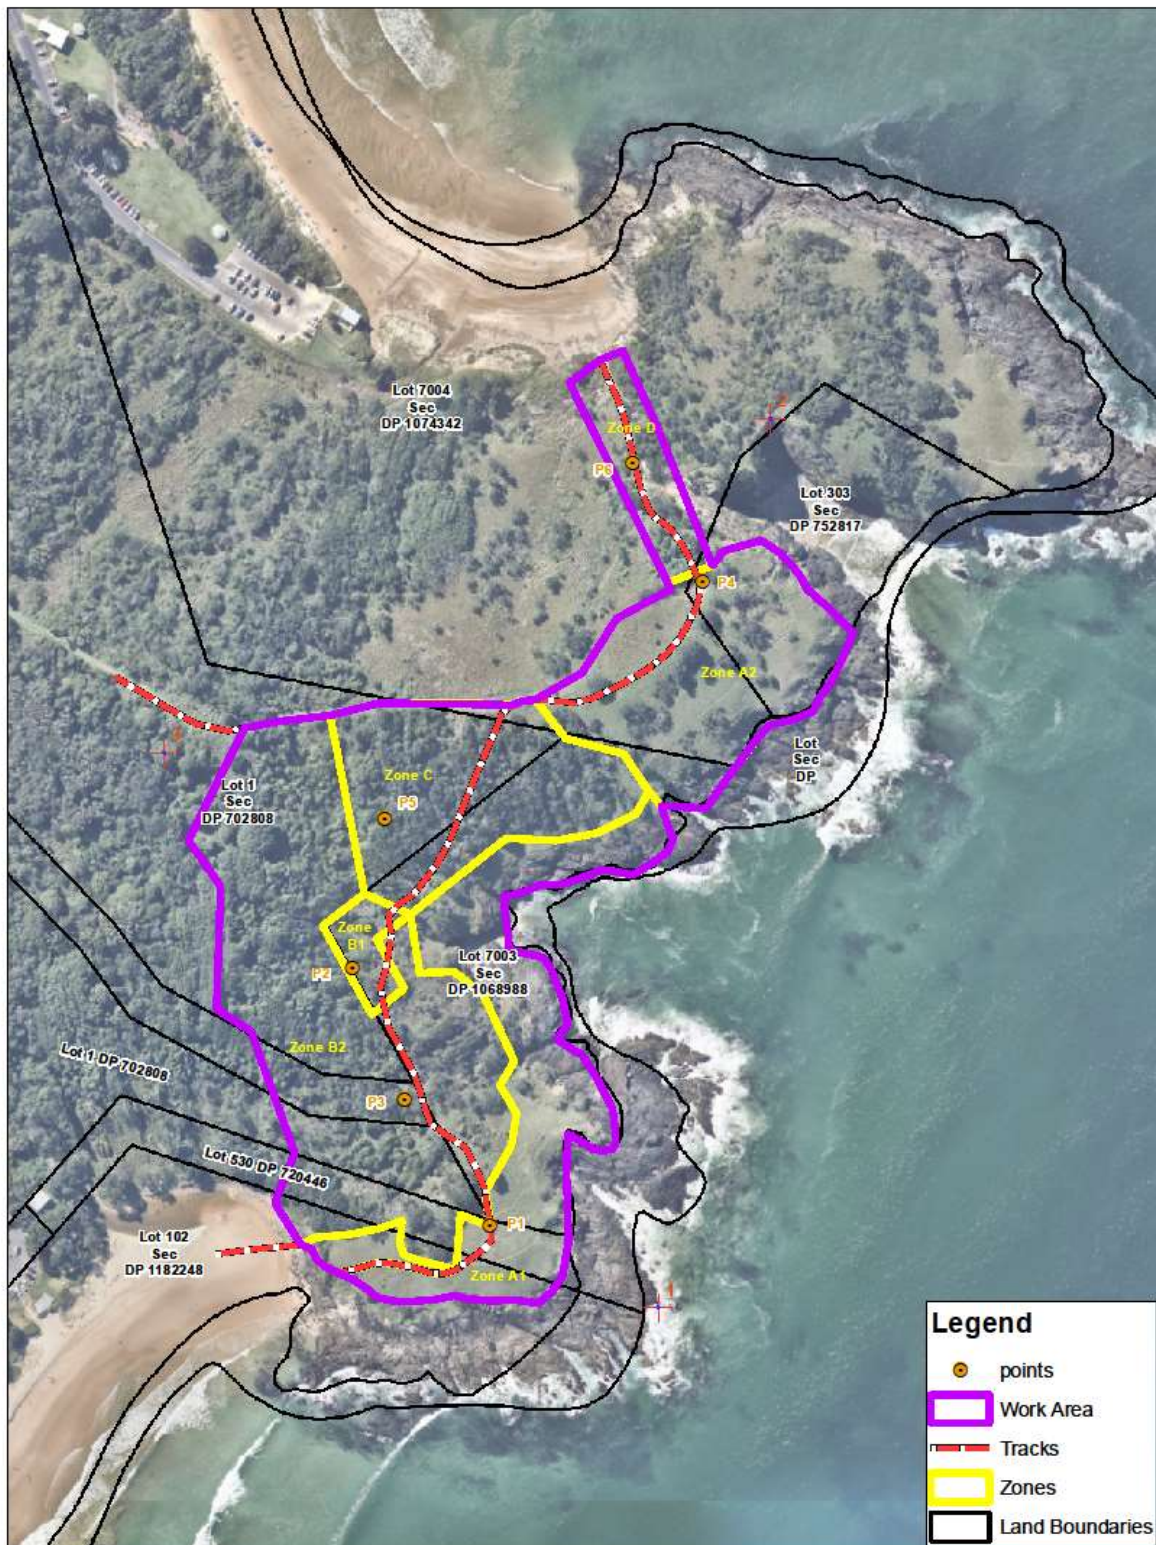 Lot 7004
Sec
DP 1074342
Zone D
P6
2
Lot 303
Sec
DP 752817
P4
Zone A2
Lot
Sec
DP
Zone C
P5
Lot 1
Sec
DP 702808
Zone
B1
P2
Lot 7003
Sec
DP 1068988
Zone B2
Lot 1 DP 702808
P3
Lot 530 DP 720446
P1
Lot 102
Sec
DP 1182248
Zone A1
1
Legend
points
Work Area
Tracks
Zones
Land Boundaries